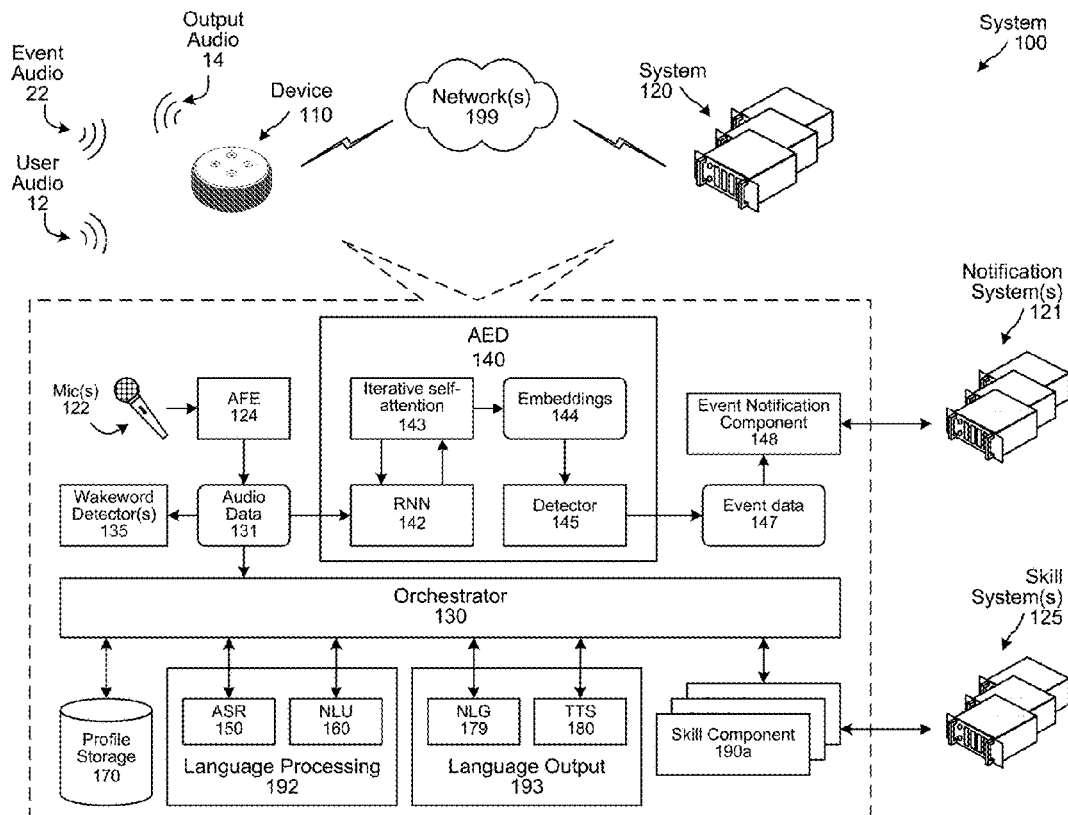 Output
Audio
14
Event
Audio
22
Device
110
User
Audio
12
Network(s)
199
System
120
System
100
Notification
System(s)
121
Mic(s)
122
AFE
124
AED
140
Iterative self-
attention
143
Embeddings
144
Event Notification
Component
148
Wakeword
Detector(s)
135
Audio
Data
131
RNN
142
Detector
145
Event data
147
Orchestrator
130
Skill
System(s)
125
Profile
Storage
170
ASR
150
NLU
160
Language Processing
192
NLG
179
TTS
180
Language Output
193
Skill Component
190a